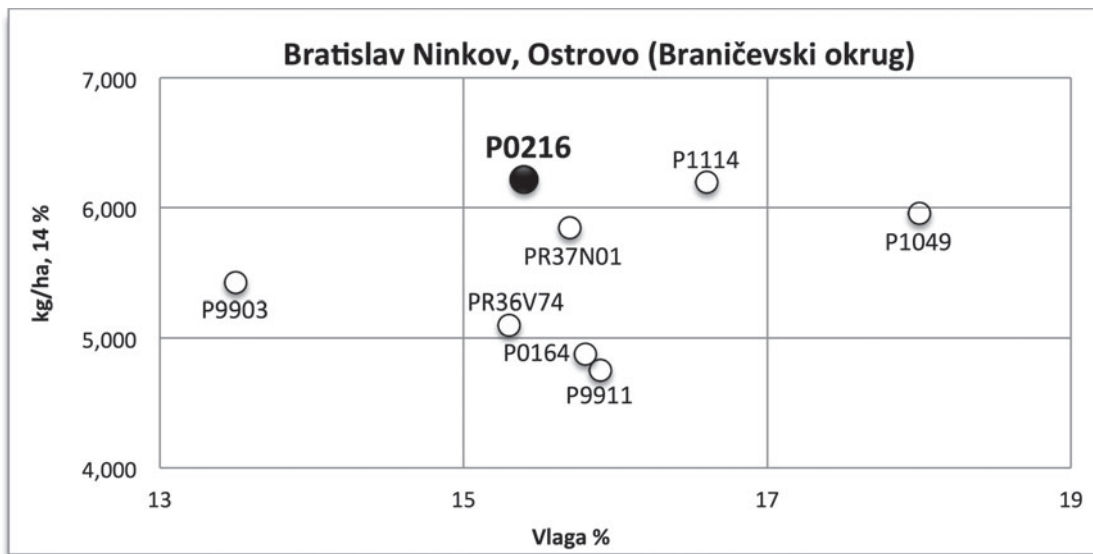 Bratislav Ninkov, Ostrovo (Braničevski okrug)
7,000
P0216
P1114
6,000
PR37N01
P1049
kg/ha, 14 %
P9903
PR36V74
5,000
P0164
P9911
4,000
13
15
17
19
Vlaga %